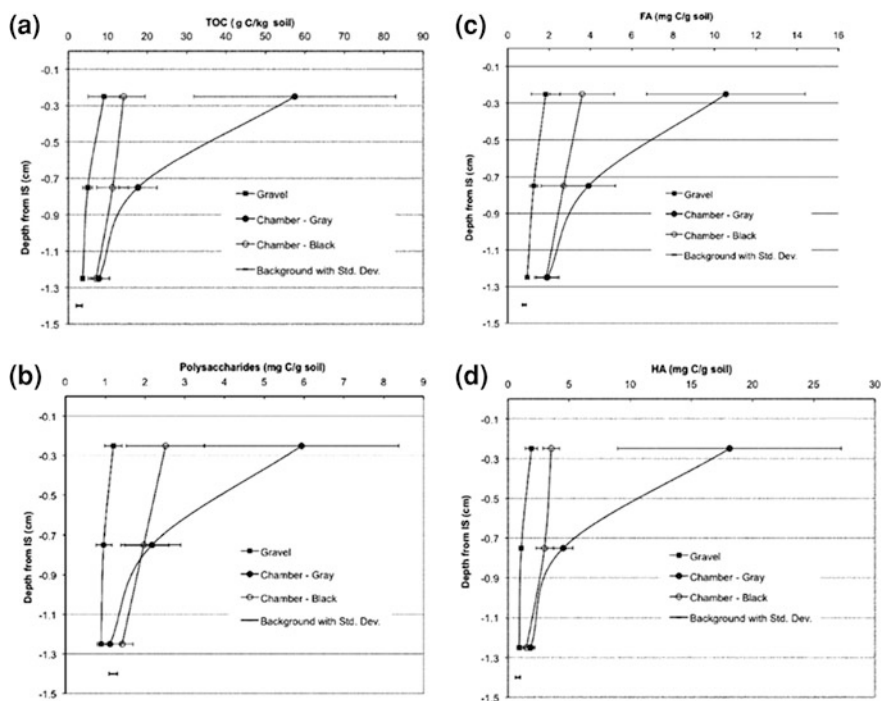 (a)
TOC (g C/kg soil)
0 10 20 30 40 50 60 70 80 90
-0.1
-0.3
-0.5
-0.7
-0.9
-1.1
-1.3
-1.5
Depth from IS (cm)
Gravel
Chamber - Gray
Chamber - Black
Background with Std. Dev.
(c)
FA (mg C/g soil)
0 2 4 6 8 10 12 14 16
-0.1
-0.3
-0.5
-0.7
-0.9
-1.1
-1.3
-1.5
Depth from IS (cm)
Gravel
Chamber - Gray
Chamber - Black
Background with Std. Dev.
(b)
Polysaccharides (mg C/g soil)
0 1 2 3 4 5 6 7 8 9
-0.1
-0.3
-0.5
-0.7
-0.9
-1.1
-1.3
-1.5
Depth from IS (cm)
Gravel
Chamber - Gray
Chamber - Black
Background with Std. Dev.
(d)
HA (mg C/g soil)
0 5 10 15 20 25 30
-0.1
-0.3
-0.5
-0.7
-0.9
-1.1
-1.3
-1.5
Depth from IS (cm)
Gravel
Chamber - Gray
Chamber - Black
Background with Std. Dev.